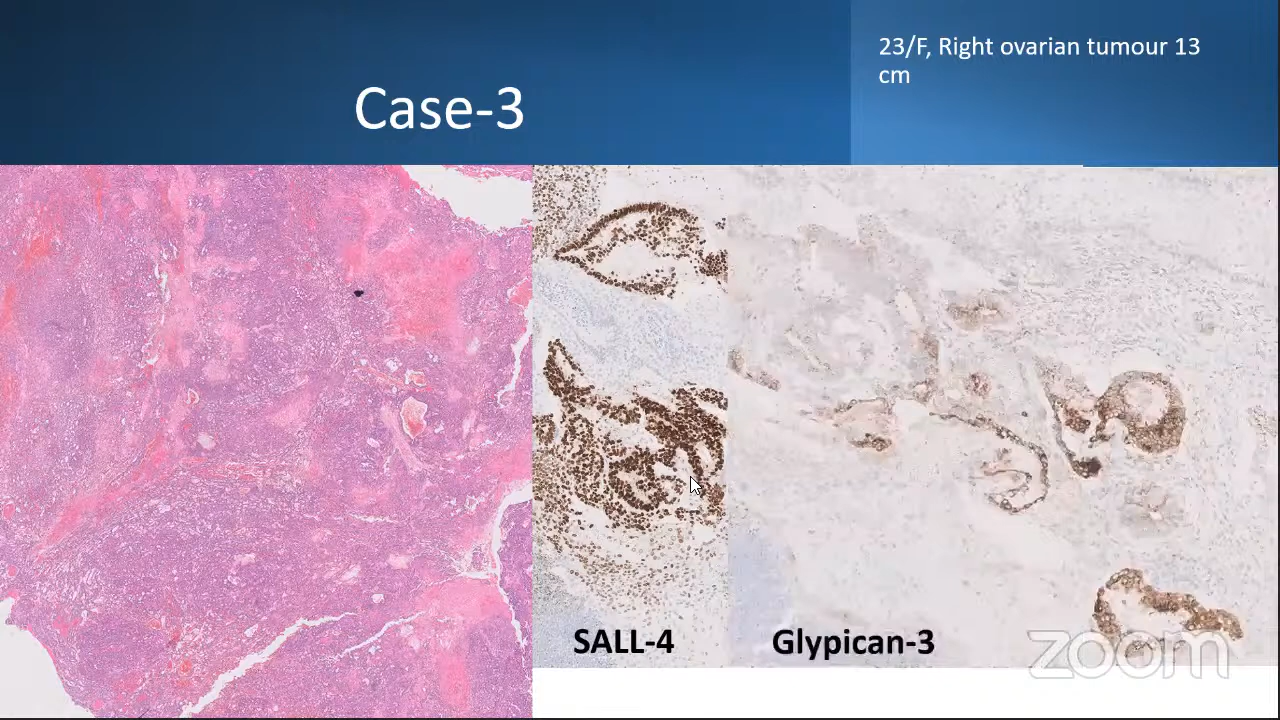 23/F, Right ovarian tumour 13
cm
Case-3
SALL-4
Glypican-3
zoom